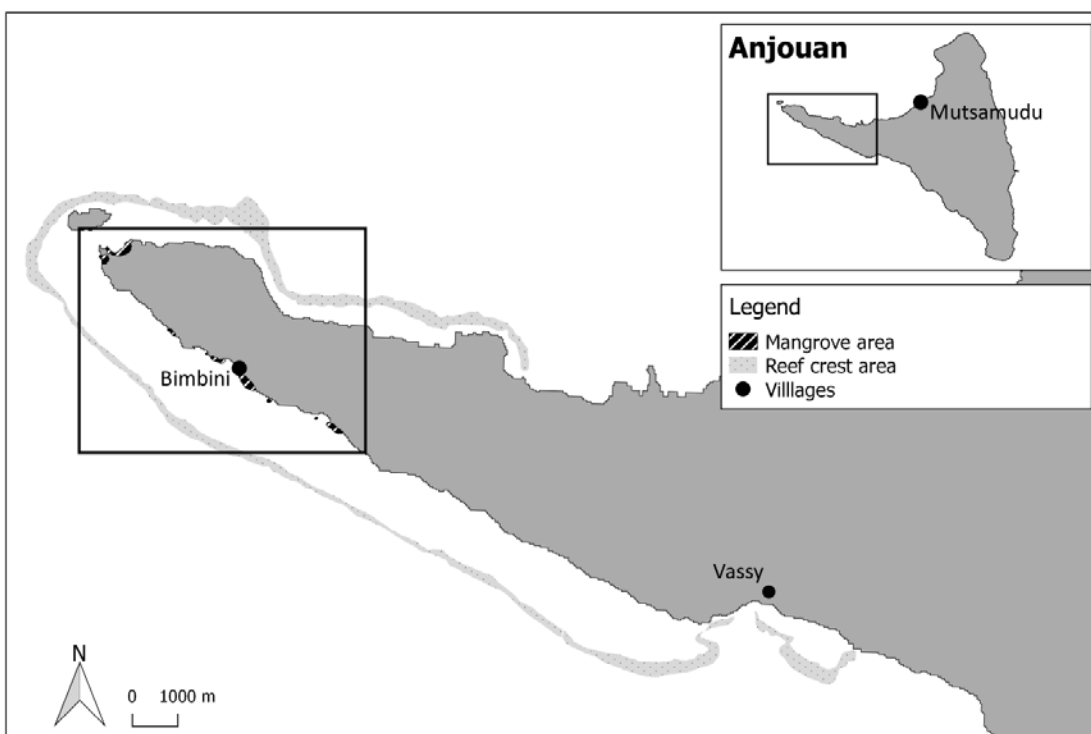 Anjouan
Mutsamudu
Legend
Mangrove area
Reef crest area
Villlages
Bimbini
Vassy
N
0 1000 m